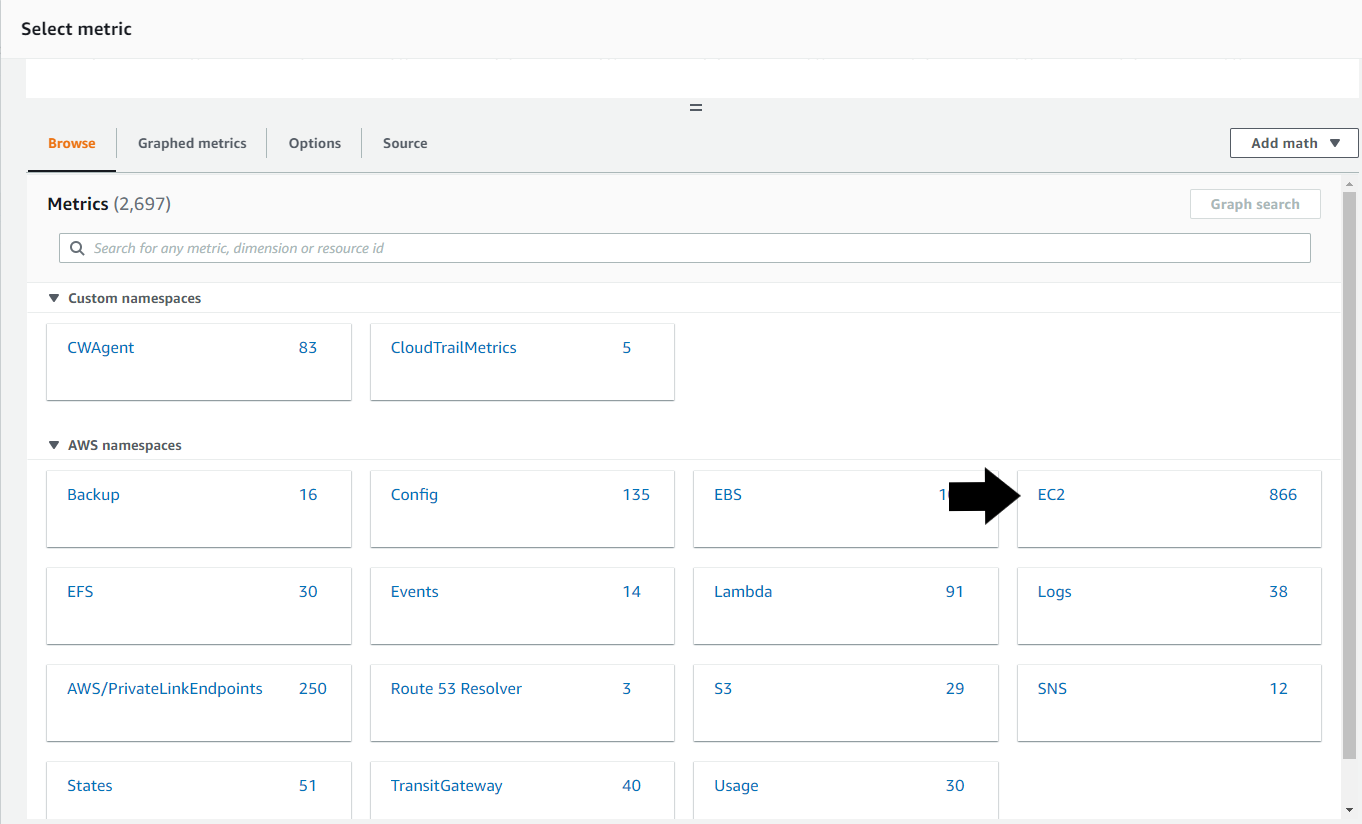 Select metric
Browse Graphed metrics Options Source Add math
Metrics (2,697) Graph search
Search for any metric, dimension or resource id
Custom namespaces
CWAgent 83 CloudTrailMetrics 5
AWS namespaces
Backup 16 Config 135 EBS EC2 866
EFS 30 Events 14 Lambda 91 Logs 38
AWS/PrivateLinkEndpoints 250 Route 53 Resolver 3 S3 29 SNS 12
States 51 TransitGateway 40 Usage 30